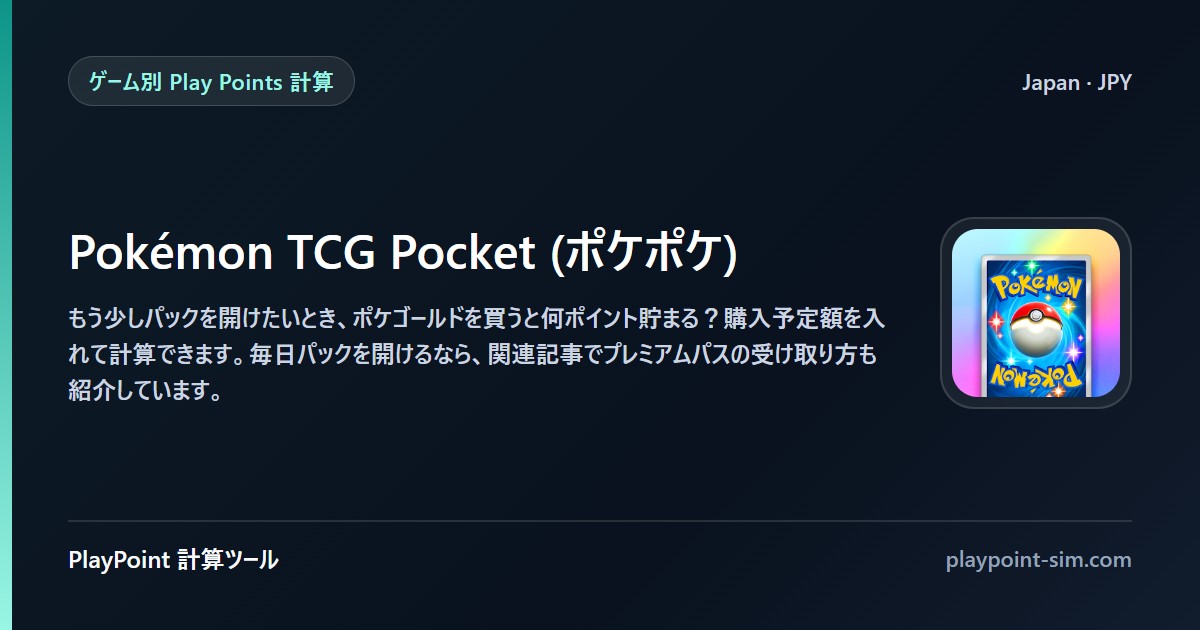 ゲーム別 Play Points 計算
Japan · JPY
Pokémon TCG Pocket (ポケポケ)
もう少しパックを開けたいとき、ポケゴールドを買うと何ポイント貯まる？購入予定額を入
れて計算できます。毎日パックを開けるなら、関連記事でプレミアムパスの受け取り方も
紹介しています。
POKéMON
POKéMON
PlayPoint 計算ツール
playpoint-sim.com